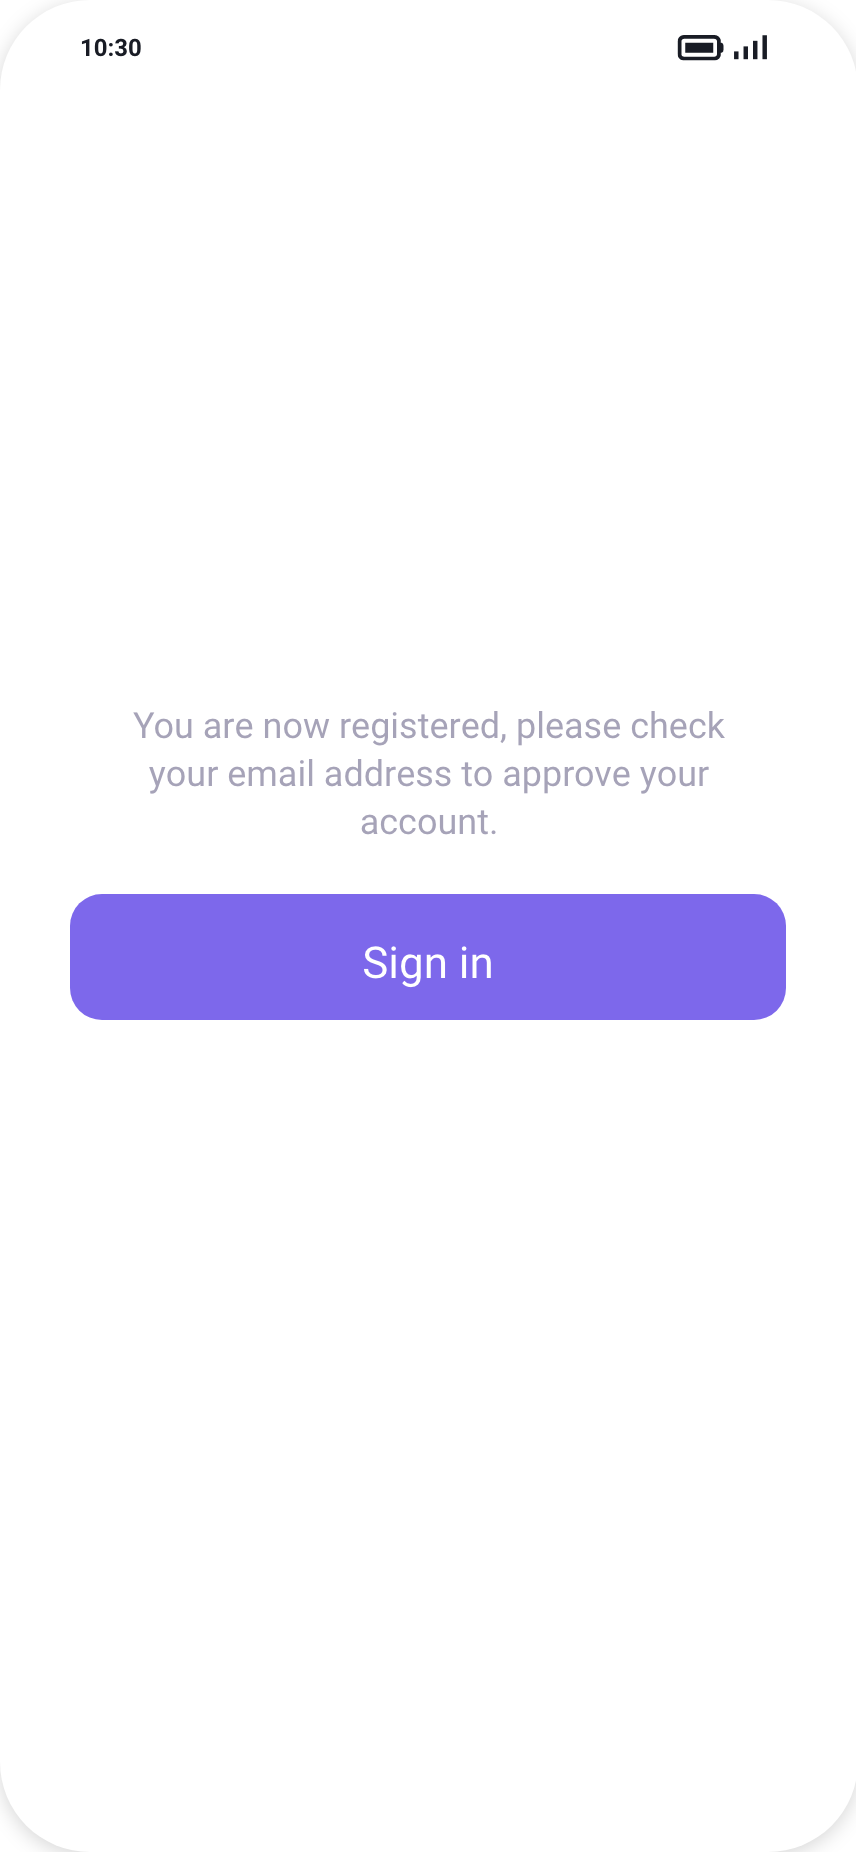 10:30
You are now registered, please check
your email address to approve your
account.
Sign in